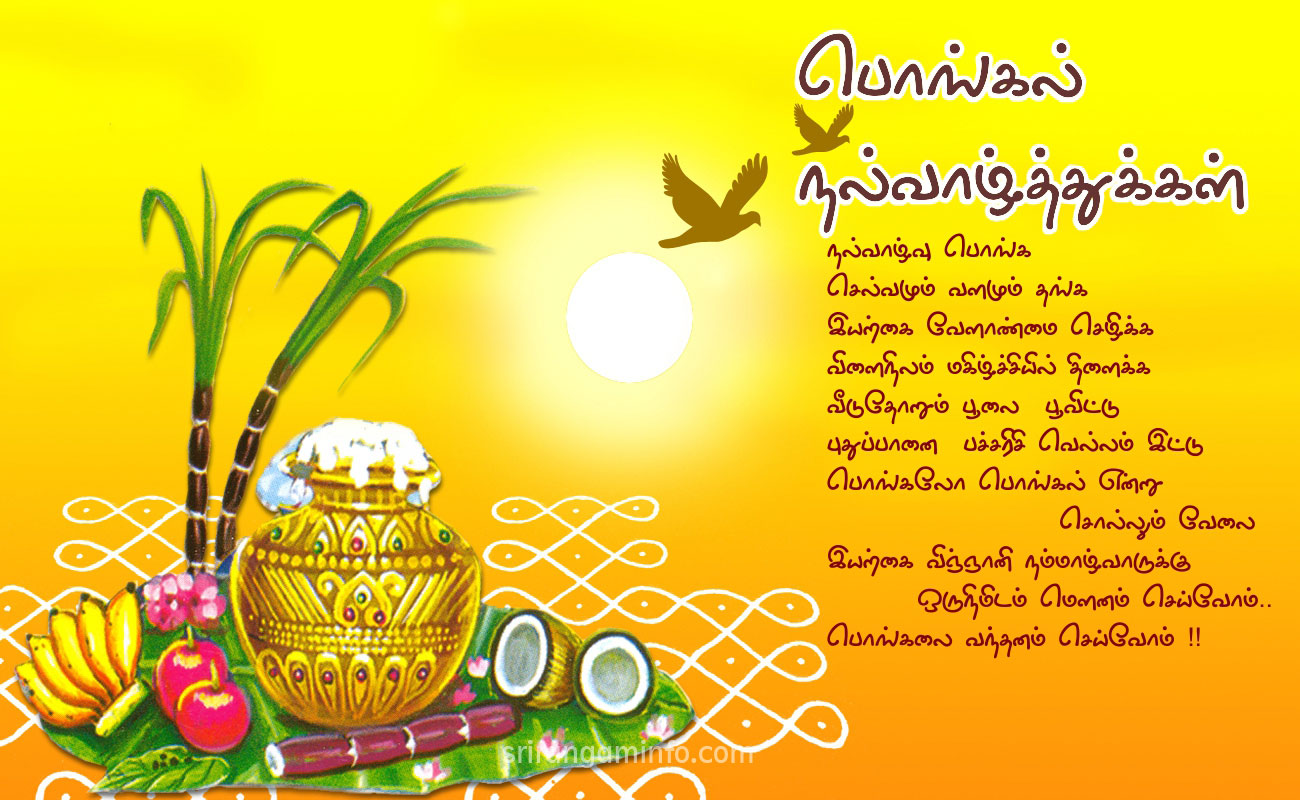 பொங்கல்
நல்வாழ்த்துக்கள்
நல்வாழ்வு பொங்க
செல்வமும் வளமும் தங்க
இயற்கை வேளாண்மை செழிக்க
விளைநிலம் மகிழ்ச்சியில் திளைக்க
வீடுதோறும் பூலை பூவிட்டு
புதுப்பானை பச்சரிசி வெல்லம் இட்டு
பொங்கலோ பொங்கல் என்று
சொல்லும் வேலை
இயற்கை விஞ்ஞானி நம்மாழ்வாருக்கு
ஒருநிமிடம் மௌனம் செய்வோம்..
பொங்கலை வந்தனம் செய்வோம் !!
srirangaminfo.com